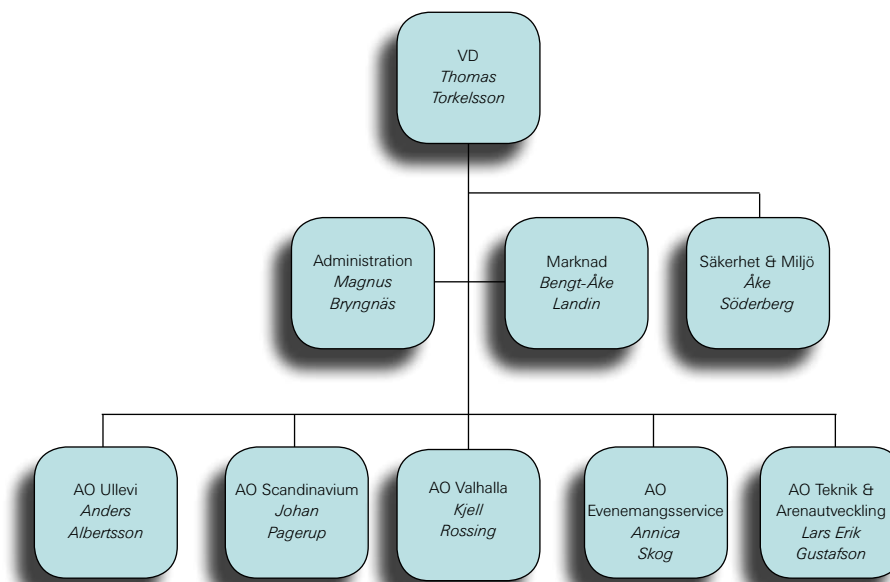 VD
Thomas
Torkelsson
Administration
Magnus
Bryngnäs
Marknad
Bengt-Åke
Landin
Säkerhet & Miljö
Åke
Söderberg
AO Ullevi
Anders
Albertsson
AO Scandinavium
Johan
Pagerup
AO Valhalla
Kjell
Rossing
AO
Evenemangsservice
Annica
Skog
AO Teknik &
Arenautveckling
Lars Erik
Gustafson